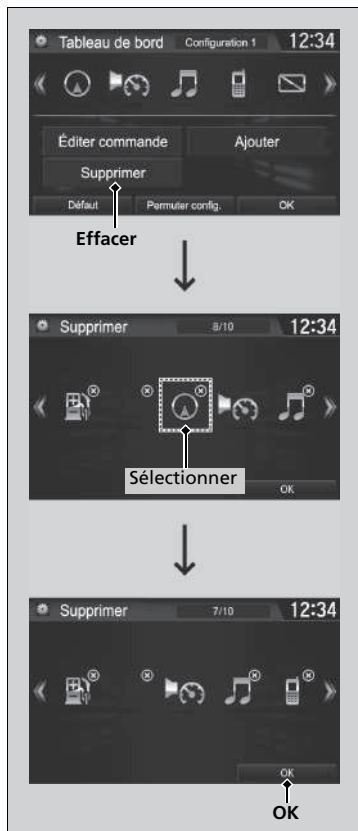 Tableau de bord Configuration 1 12:34
Éditer commande Ajouter
Supprimer
Défaut Permuter config. OK
Effacer
Supprimer 8/10 12:34
Sélectionner
OK
Supprimer 7/10 12:34
OK
OK